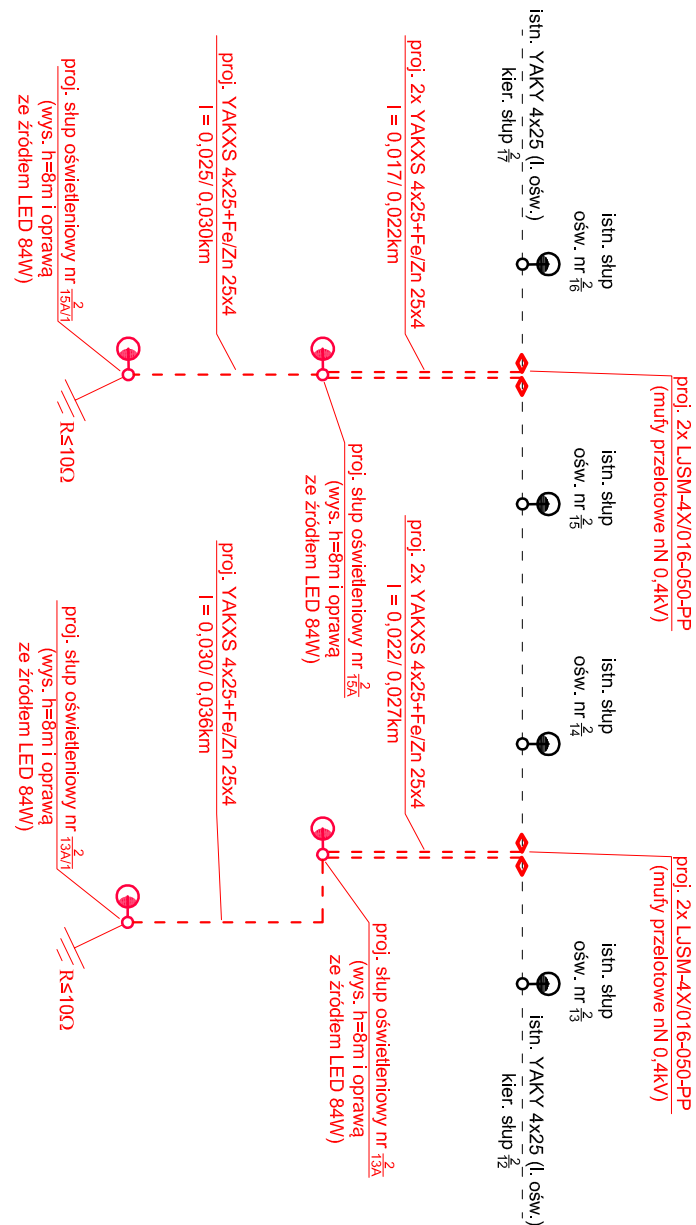 proj. 2x LJSM-4X/016-050-PP
(mufy przelotowe nN 0,4kV)
proj. 2x LJSM-4X/016-050-PP
(mufy przelotowe nN 0,4kV)
istn. słup
ośw. nr 2/16
istn. słup
ośw. nr 2/15
istn. słup
ośw. nr 2/14
istn. słup
ośw. nr 2/13
istn. YAKY 4x25 (l. ośw.)
kier. słup 2/17
istn. YAKY 4x25 (l. ośw.)
kier. słup 2/12
proj. 2x YAKXS 4x25+Fe/Zn 25x4
l = 0,017/ 0,022km
proj. 2x YAKXS 4x25+Fe/Zn 25x4
l = 0,022/ 0,027km
proj. słup oświetleniowy nr 2/15A
(wys. h=8m i oprawą
ze źródłem LED 84W)
proj. słup oświetleniowy nr 2/13A
(wys. h=8m i oprawą
ze źródłem LED 84W)
proj. YAKXS 4x25+Fe/Zn 25x4
l = 0,025/ 0,030km
proj. YAKXS 4x25+Fe/Zn 25x4
l = 0,030/ 0,036km
proj. słup oświetleniowy nr 2/15A/1
(wys. h=8m i oprawą
ze źródłem LED 84W)
R≤10Ω
proj. słup oświetleniowy nr 2/13A/1
(wys. h=8m i oprawą
ze źródłem LED 84W)
R≤10Ω